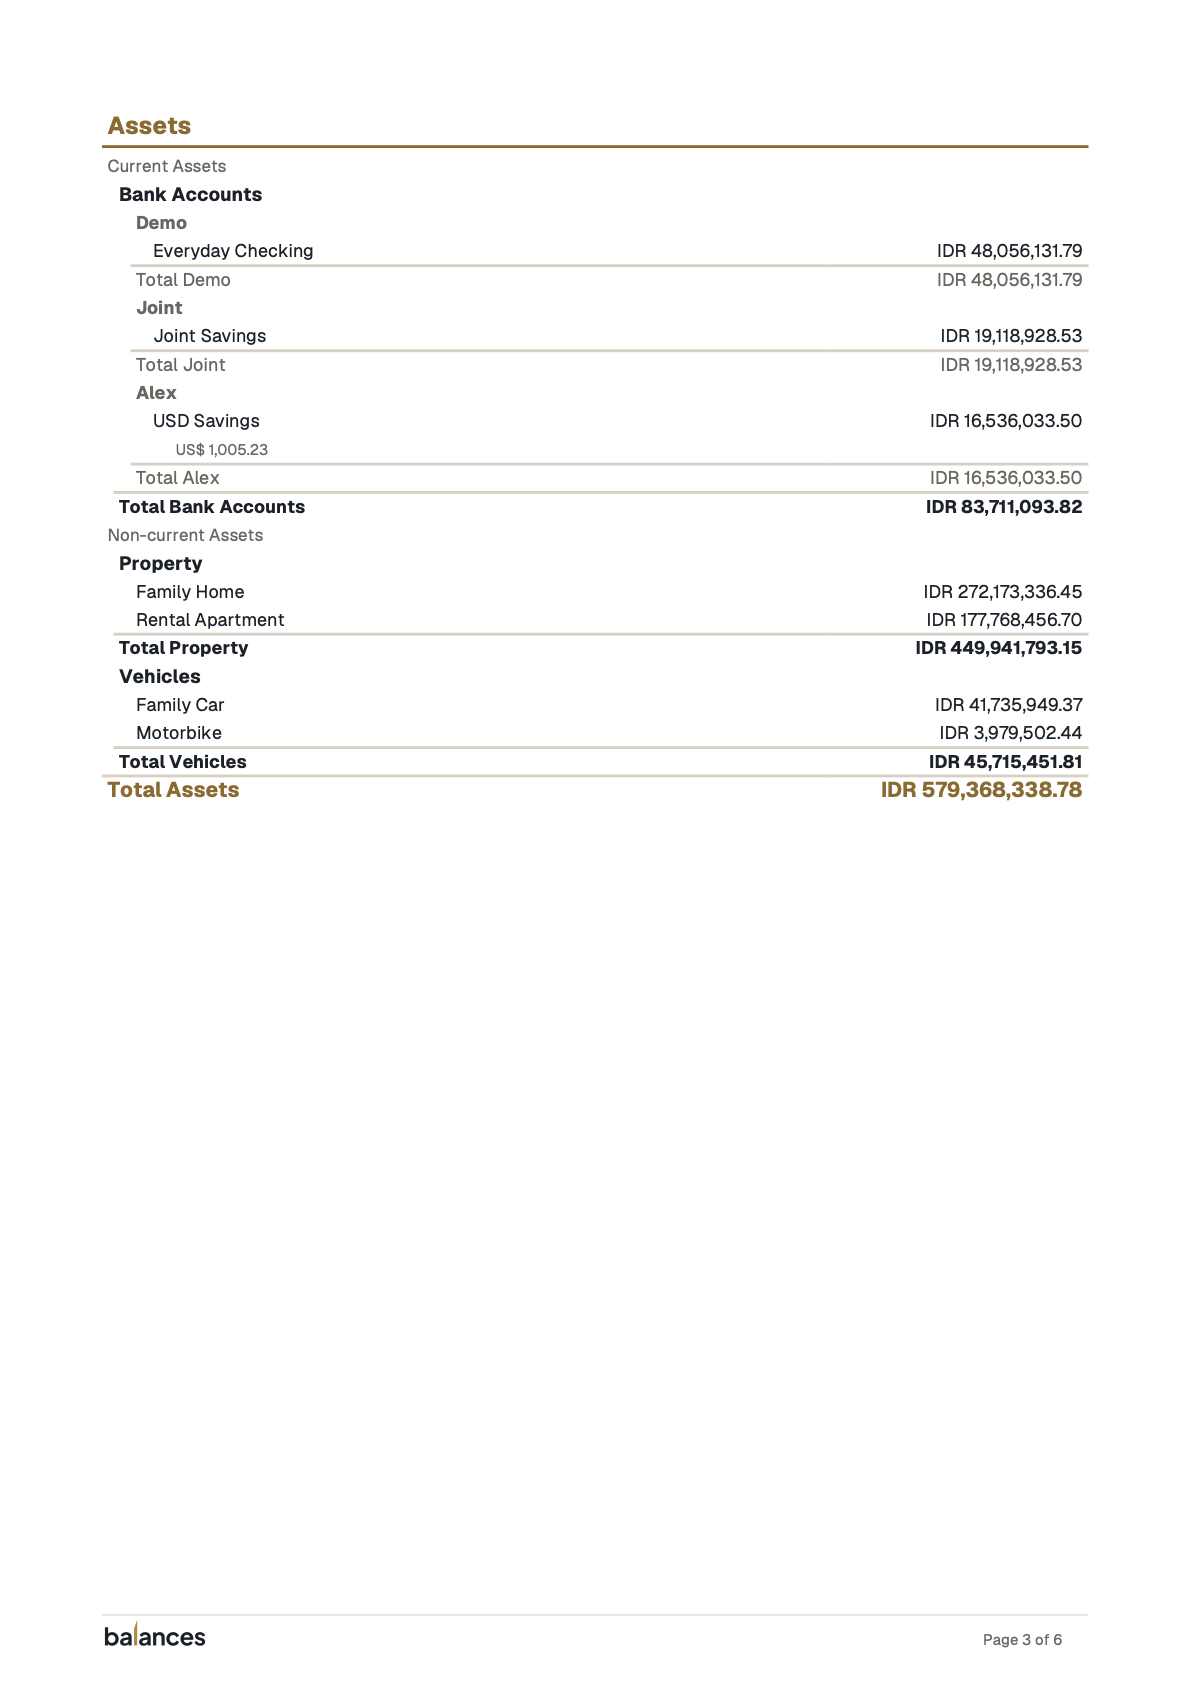 Assets
Current Assets
Bank Accounts
Demo
Everyday Checking IDR 48,056,131.79
Total Demo IDR 48,056,131.79
Joint
Joint Savings IDR 19,118,928.53
Total Joint IDR 19,118,928.53
Alex
USD Savings IDR 16,536,033.50
US$ 1,005.23
Total Alex IDR 16,536,033.50
Total Bank Accounts IDR 83,711,093.82
Non-current Assets
Property
Family Home IDR 272,173,336.45
Rental Apartment IDR 177,768,456.70
Total Property IDR 449,941,793.15
Vehicles
Family Car IDR 41,735,949.37
Motorbike IDR 3,979,502.44
Total Vehicles IDR 45,715,451.81
Total Assets IDR 579,368,338.78
balances Page 3 of 6